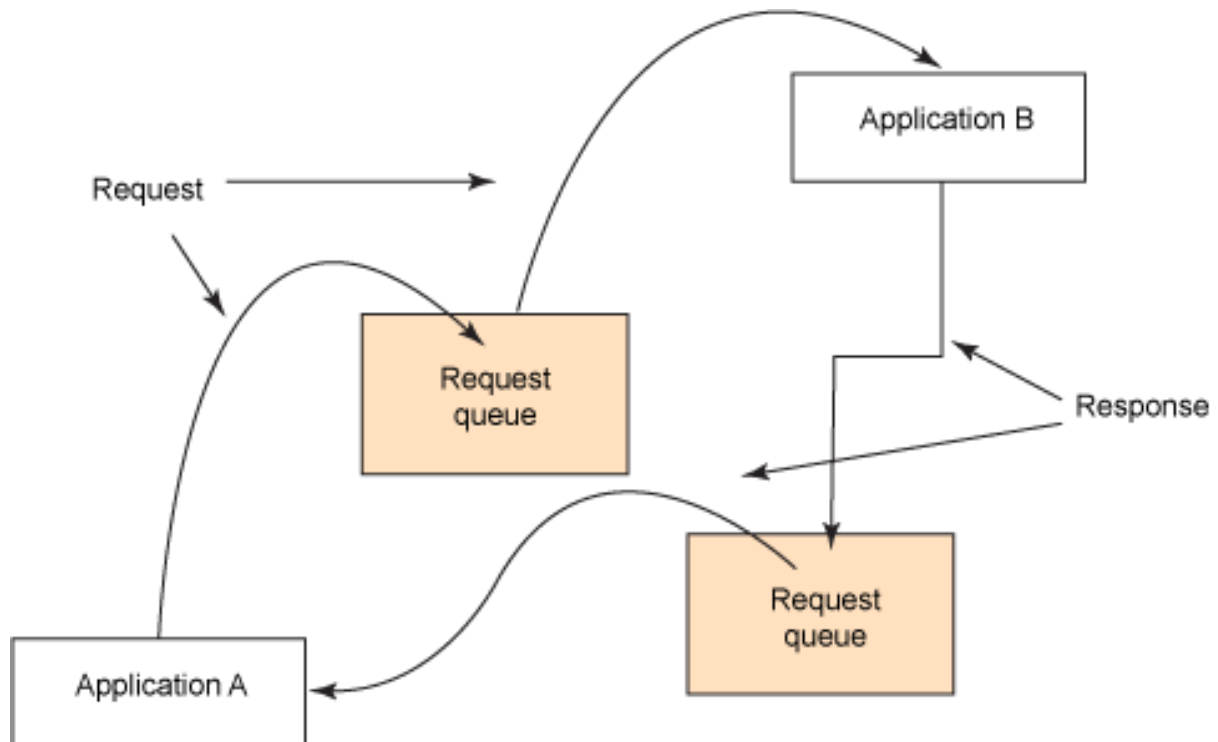 Application B
Request
Request
queue
Response
Request
queue
Application A